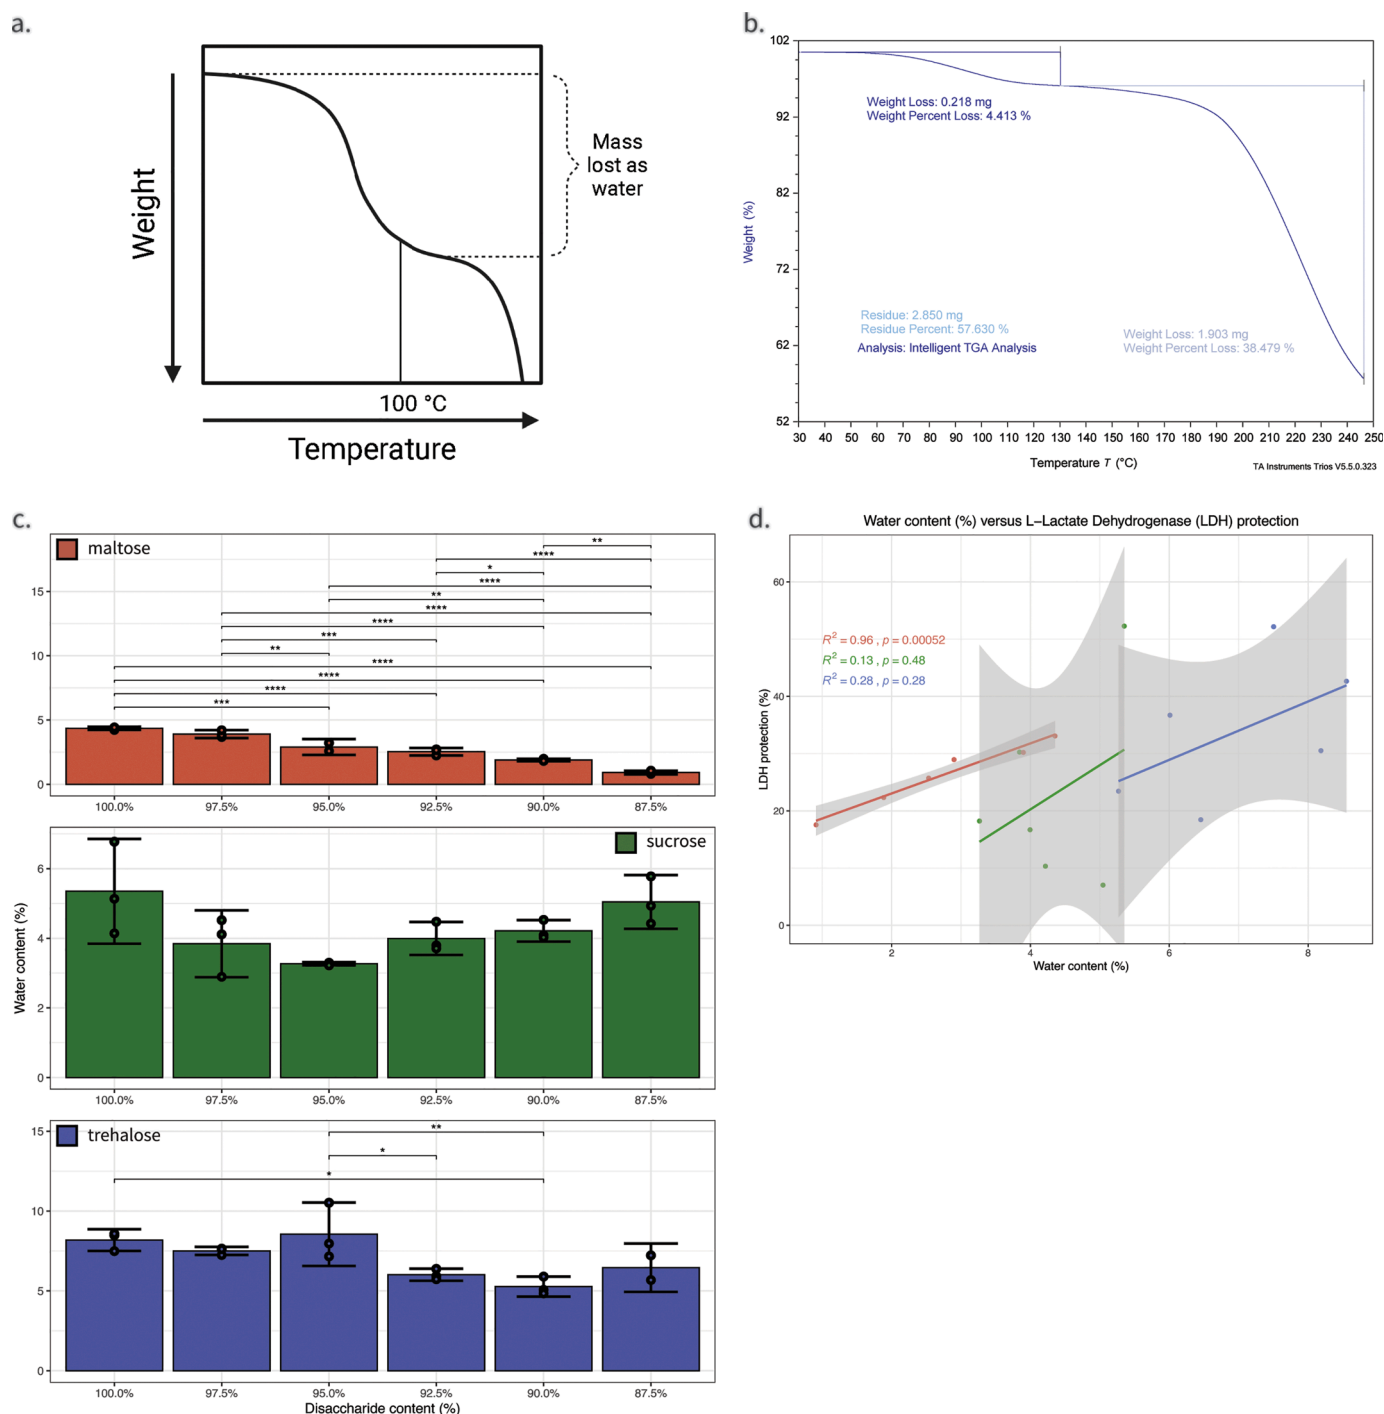 a.
Weight
Mass
lost as
water
100 °C
Temperature
b.
102
92
82
72
62
52
Weight (%)
Weight Loss: 0.218 mg
Weight Percent Loss: 4.413 %
Residue: 2.850 mg
Residue Percent: 57.630 %
Analysis: Intelligent TGA Analysis
Weight Loss: 1.903 mg
Weight Percent Loss: 38.479 %
30 40 50 60 70 80 90 100 110 120 130 140 150 160 170 180 190 200 210 220 230 240 250
Temperature T (°C)
TA Instruments Trios V5.5.0.323
c.
maltose
**
****
*
****
**
****
****
***
**
****
****
****
***
15
10
5
0
100.0% 97.5% 95.0% 92.5% 90.0% 87.5%
sucrose
6
4
2
0
Water content (%)
100.0% 97.5% 95.0% 92.5% 90.0% 87.5%
trehalose
**
*
*
15
10
5
0
100.0% 97.5% 95.0% 92.5% 90.0% 87.5%
Disaccharide content (%)
d.
Water content (%) versus L-Lactate Dehydrogenase (LDH) protection
R² = 0.96 , p = 0.00052
R² = 0.13 , p = 0.48
R² = 0.28 , p = 0.28
60
40
20
0
LDH protection (%)
2 4 6 8
Water content (%)